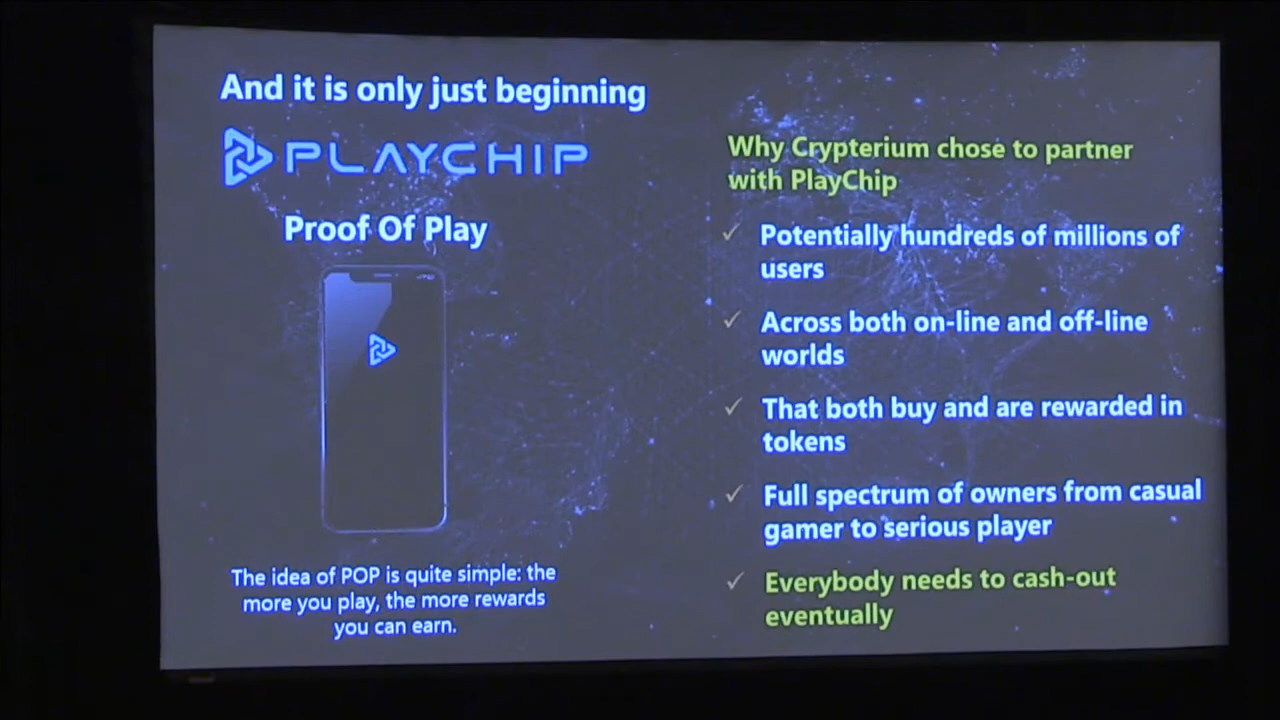 And it is only just beginning
PLAYCHIP
Proof Of Play
The idea of POP is quite simple: the
more you play, the more rewards
you can earn.
Why Crypterium chose to partner
with PlayChip
Potentially hundreds of millions of
users
Across both on-line and off-line
worlds
That both buy and are rewarded in
tokens
Full spectrum of owners from casual
gamer to serious player
Everybody needs to cash-out
eventually